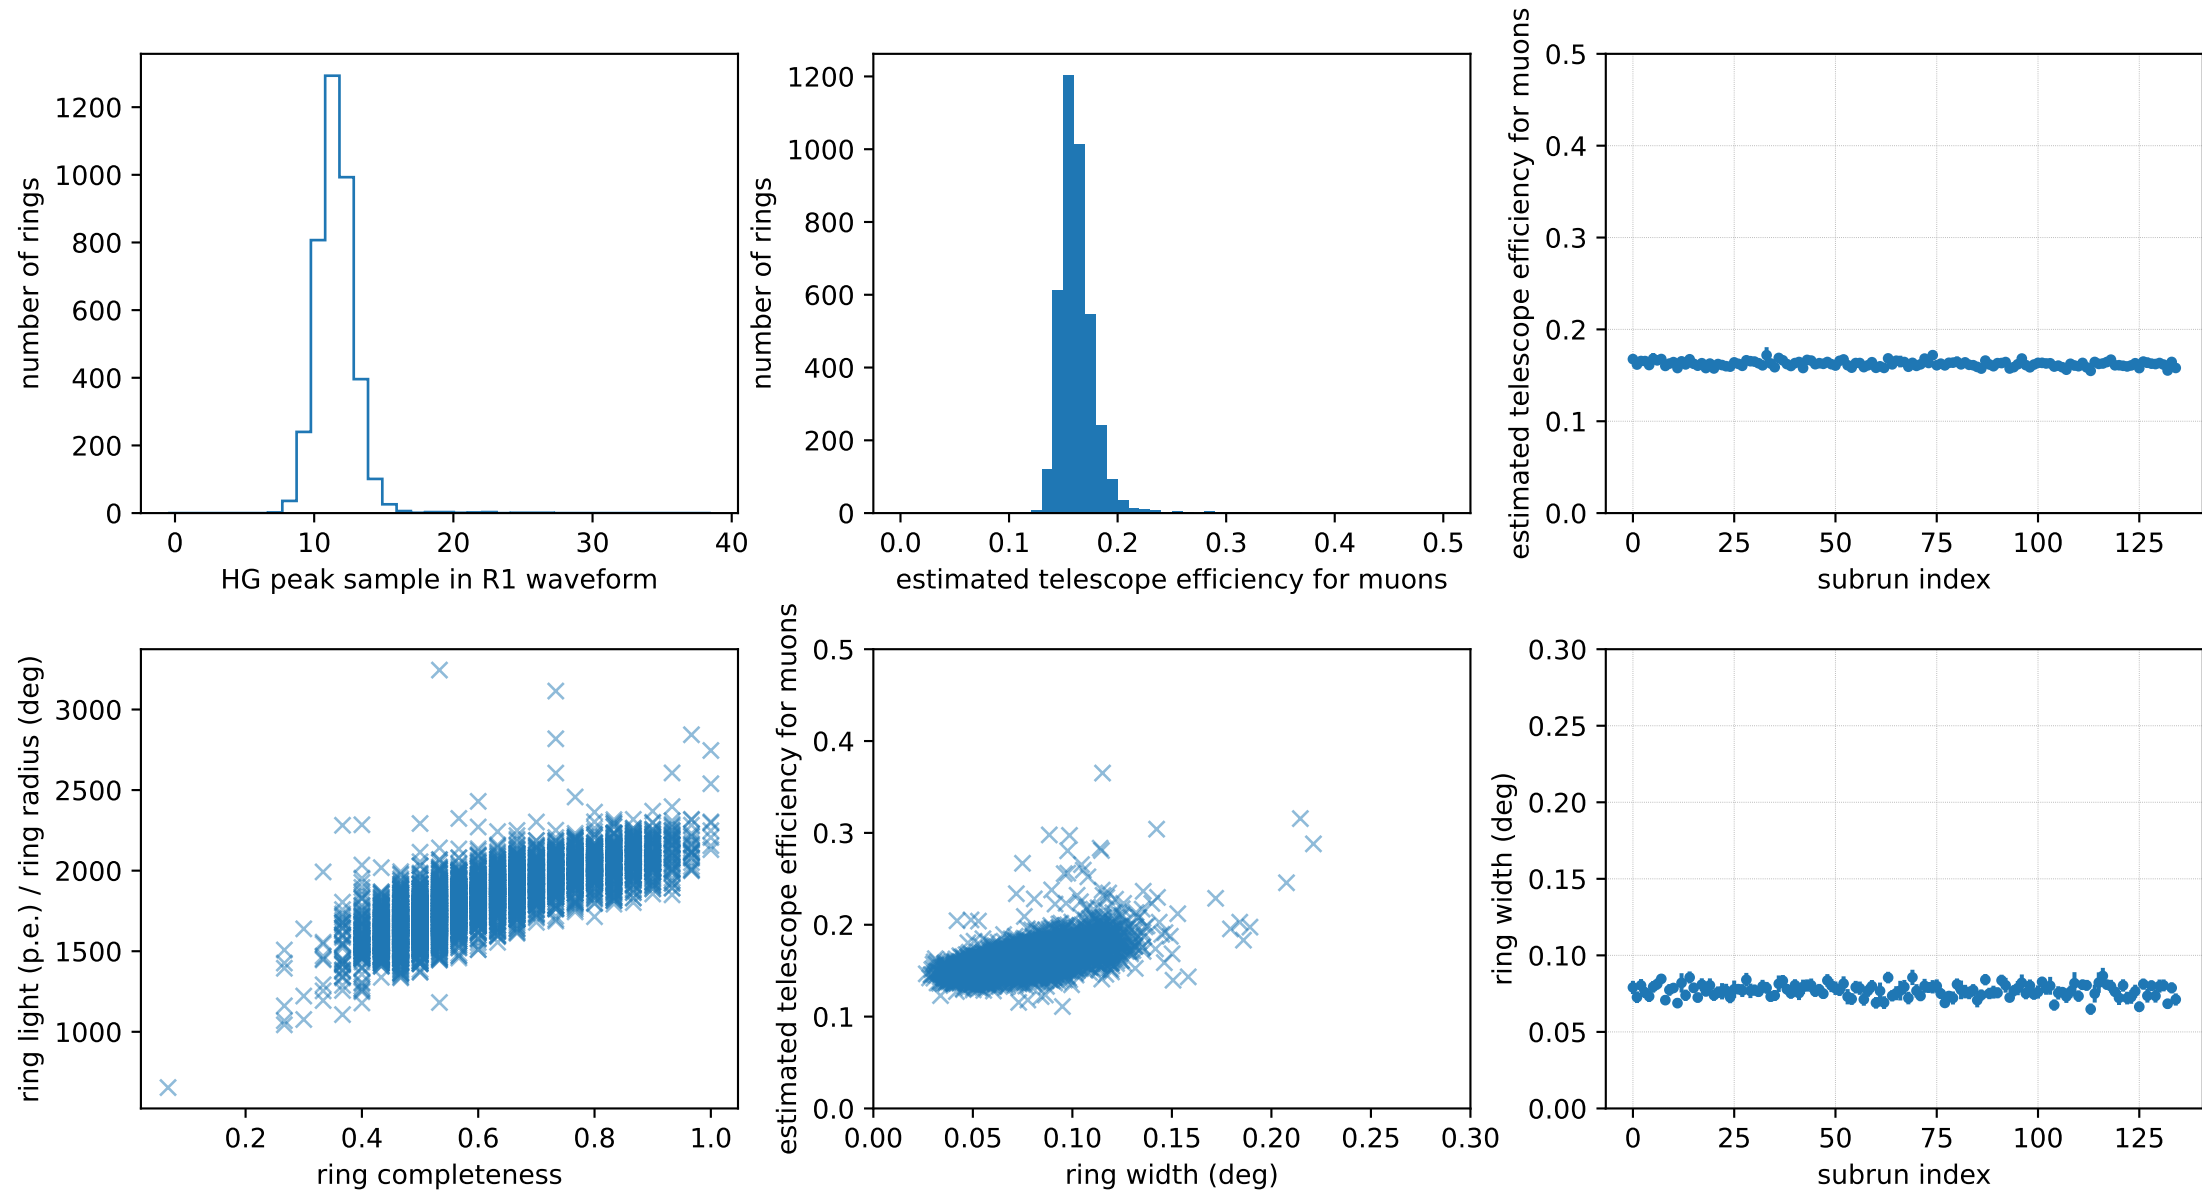 number of rings
1200
1000
800
600
400
200
0
0 10 20 30 40
HG peak sample in R1 waveform
number of rings
1200
1000
800
600
400
200
0
0.0 0.1 0.2 0.3 0.4 0.5
estimated telescope efficiency for muons
estimated telescope efficiency for muons
0.5
0.4
0.3
0.2
0.1
0.0
0 25 50 75 100 125
subrun index
ring light (p.e.) / ring radius (deg)
3000
2500
2000
1500
1000
0.2 0.4 0.6 0.8 1.0
ring completeness
estimated telescope efficiency for muons
0.5
0.4
0.3
0.2
0.1
0.0
0.00 0.05 0.10 0.15 0.20 0.25 0.30
ring width (deg)
ring width (deg)
0.30
0.25
0.20
0.15
0.10
0.05
0.00
0 25 50 75 100 125
subrun index